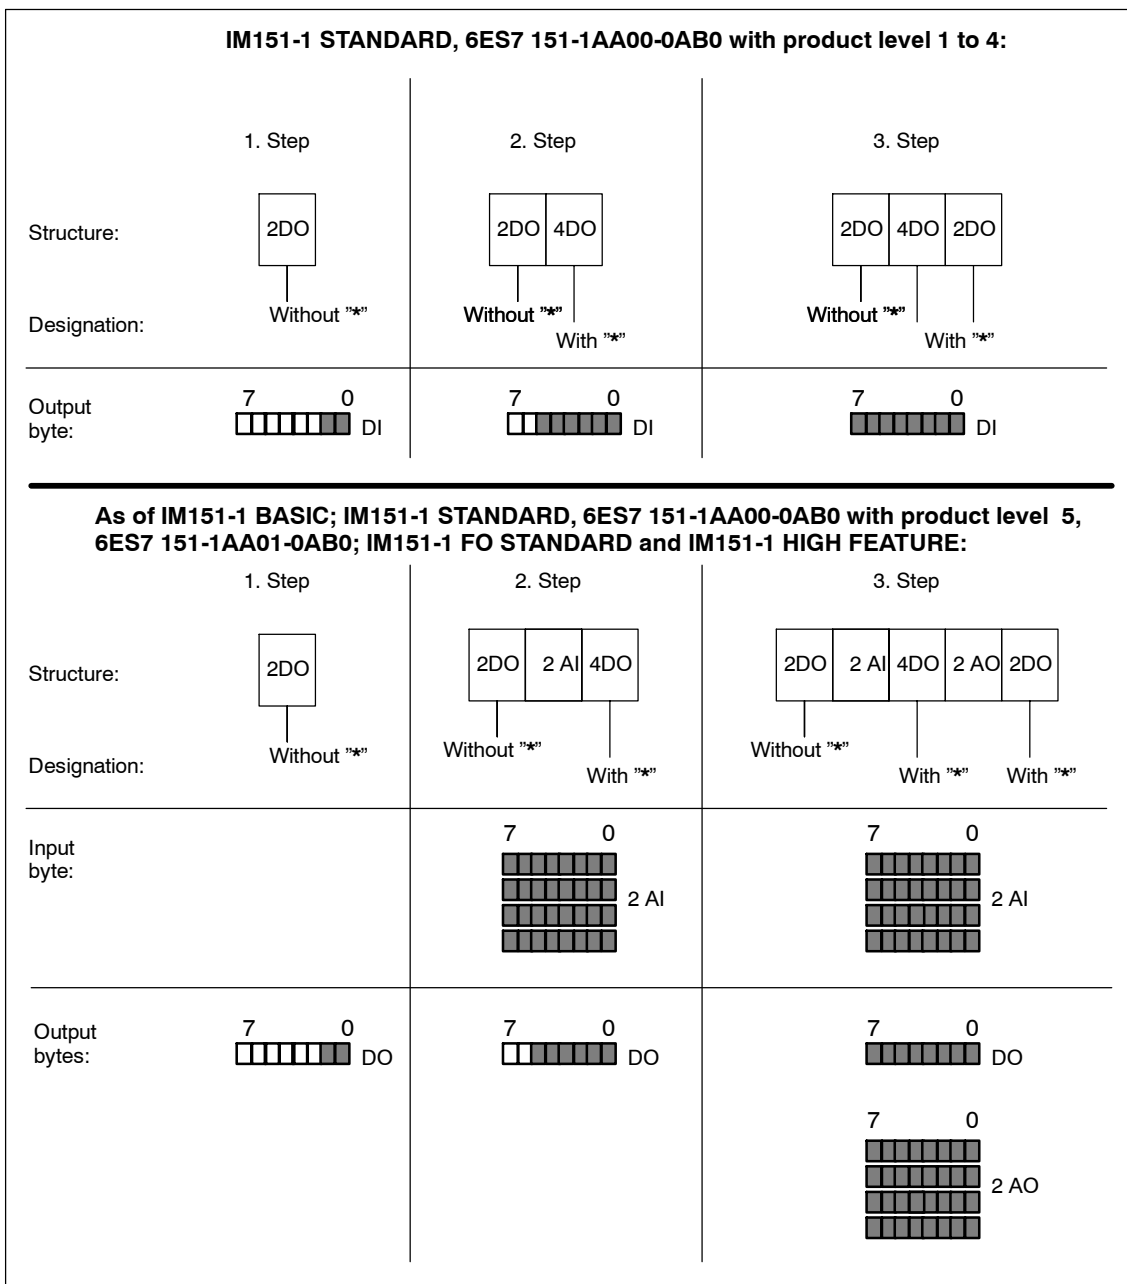 IM151-1 STANDARD, 6ES7 151-1AA00-0AB0 with product level 1 to 4:
1. Step 2. Step 3. Step
Structure: 2DO 2DO 4DO 2DO 4DO 2DO
Designation: Without ”*” Without ”*” With ”*” Without ”*” With ”*”
Output byte: 7 0 DI 7 0 DI 7 0 DI
As of IM151-1 BASIC; IM151-1 STANDARD, 6ES7 151-1AA00-0AB0 with product level 5,
6ES7 151-1AA01-0AB0; IM151-1 FO STANDARD and IM151-1 HIGH FEATURE:
1. Step 2. Step 3. Step
Structure: 2DO 2DO 2 AI 4DO 2DO 2 AI 4DO 2 AO 2DO
Designation: Without ”*” Without ”*” With ”*” Without ”*” With ”*” With ”*”
Input byte: 7 0 2 AI 7 0 2 AI
Output bytes: 7 0 DO 7 0 DO 7 0 DO
7 0 2 AO